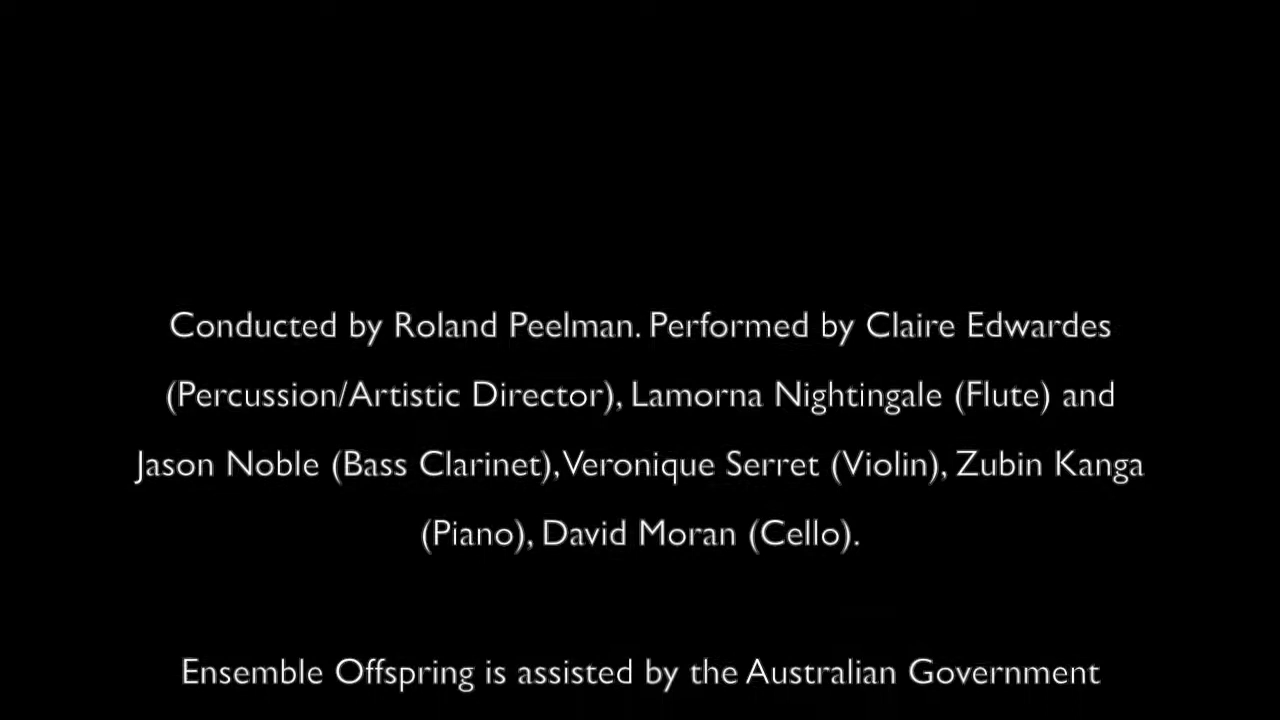 Conducted by Roland Peelman. Performed by Claire Edwardes
(Percussion/Artistic Director), Lamorna Nightingale (Flute) and
Jason Noble (Bass Clarinet), Veronique Serret (Violin), Zubin Kanga
(Piano), David Moran (Cello).
Ensemble Offspring is assisted by the Australian Government